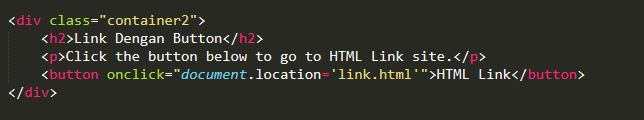 <div class="container2">
    <h2>Link Dengan Button</h2>
    <p>Click the button below to go to HTML Link site.</p>
    <button onclick="document.location='link.html'">HTML Link</button>
</div>